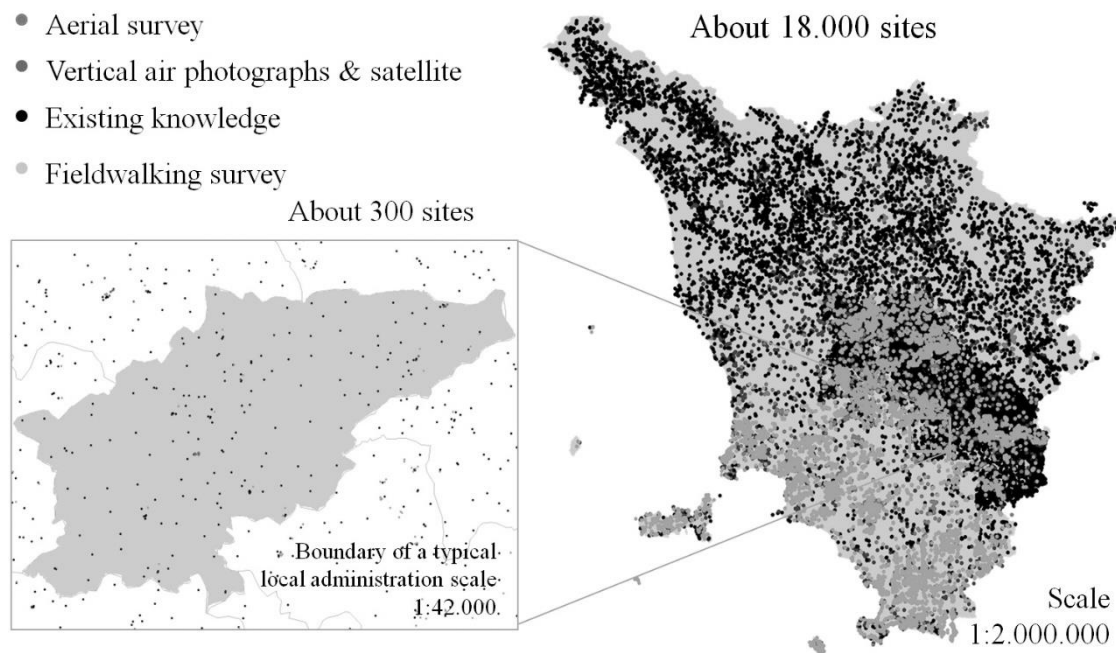 Aerial survey
Vertical air photographs & satellite
Existing knowledge
Fieldwalking survey
About 18.000 sites
About 300 sites
Boundary of a typical
local administration scale
1:42.000.
Scale
1:2.000.000